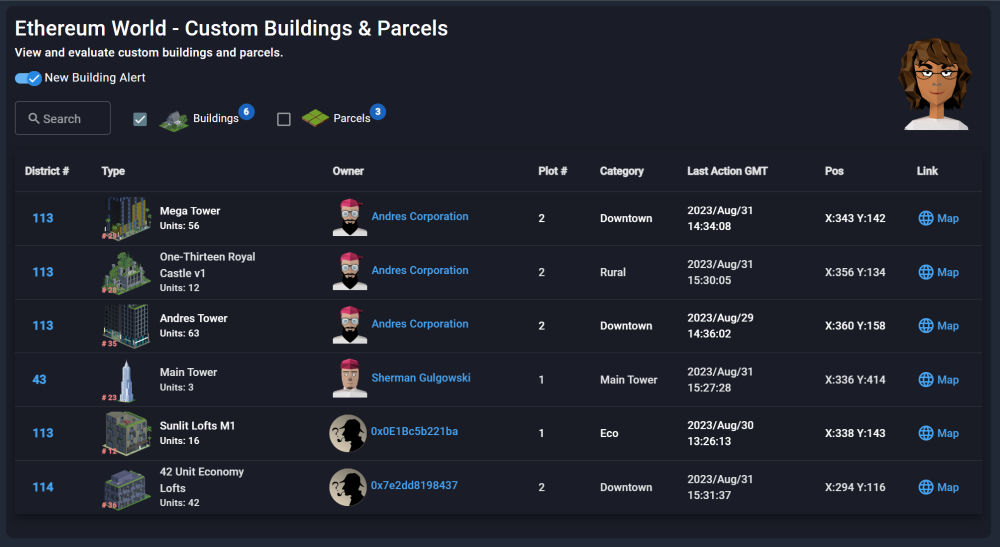 Ethereum World - Custom Buildings & Parcels
View and evaluate custom buildings and parcels.
New Building Alert
Search Buildings 6 Parcels 3
District # Type Owner Plot # Category Last Action GMT Pos Link
113 Mega Tower Units: 56 Andres Corporation 2 Downtown 2023/Aug/31 14:34:08 X:343 Y:142 Map
113 One-Thirteen Royal Castle v1 Units: 12 Andres Corporation 2 Rural 2023/Aug/31 15:30:05 X:356 Y:134 Map
113 # 35 Andres Tower Units: 63 Andres Corporation 2 Downtown 2023/Aug/29 14:36:02 X:360 Y:158 Map
43 # 23 Main Tower Units: 3 Sherman Gulgowski 1 Main Tower 2023/Aug/31 15:27:28 X:336 Y:414 Map
113 # 12 Sunlit Lofts M1 Units: 16 0x0E1Bc5b221ba 1 Eco 2023/Aug/30 13:26:13 X:338 Y:143 Map
114 # 36 42 Unit Economy Lofts Units: 42 0x7e2dd8198437 2 Downtown 2023/Aug/31 15:31:37 X:294 Y:116 Map